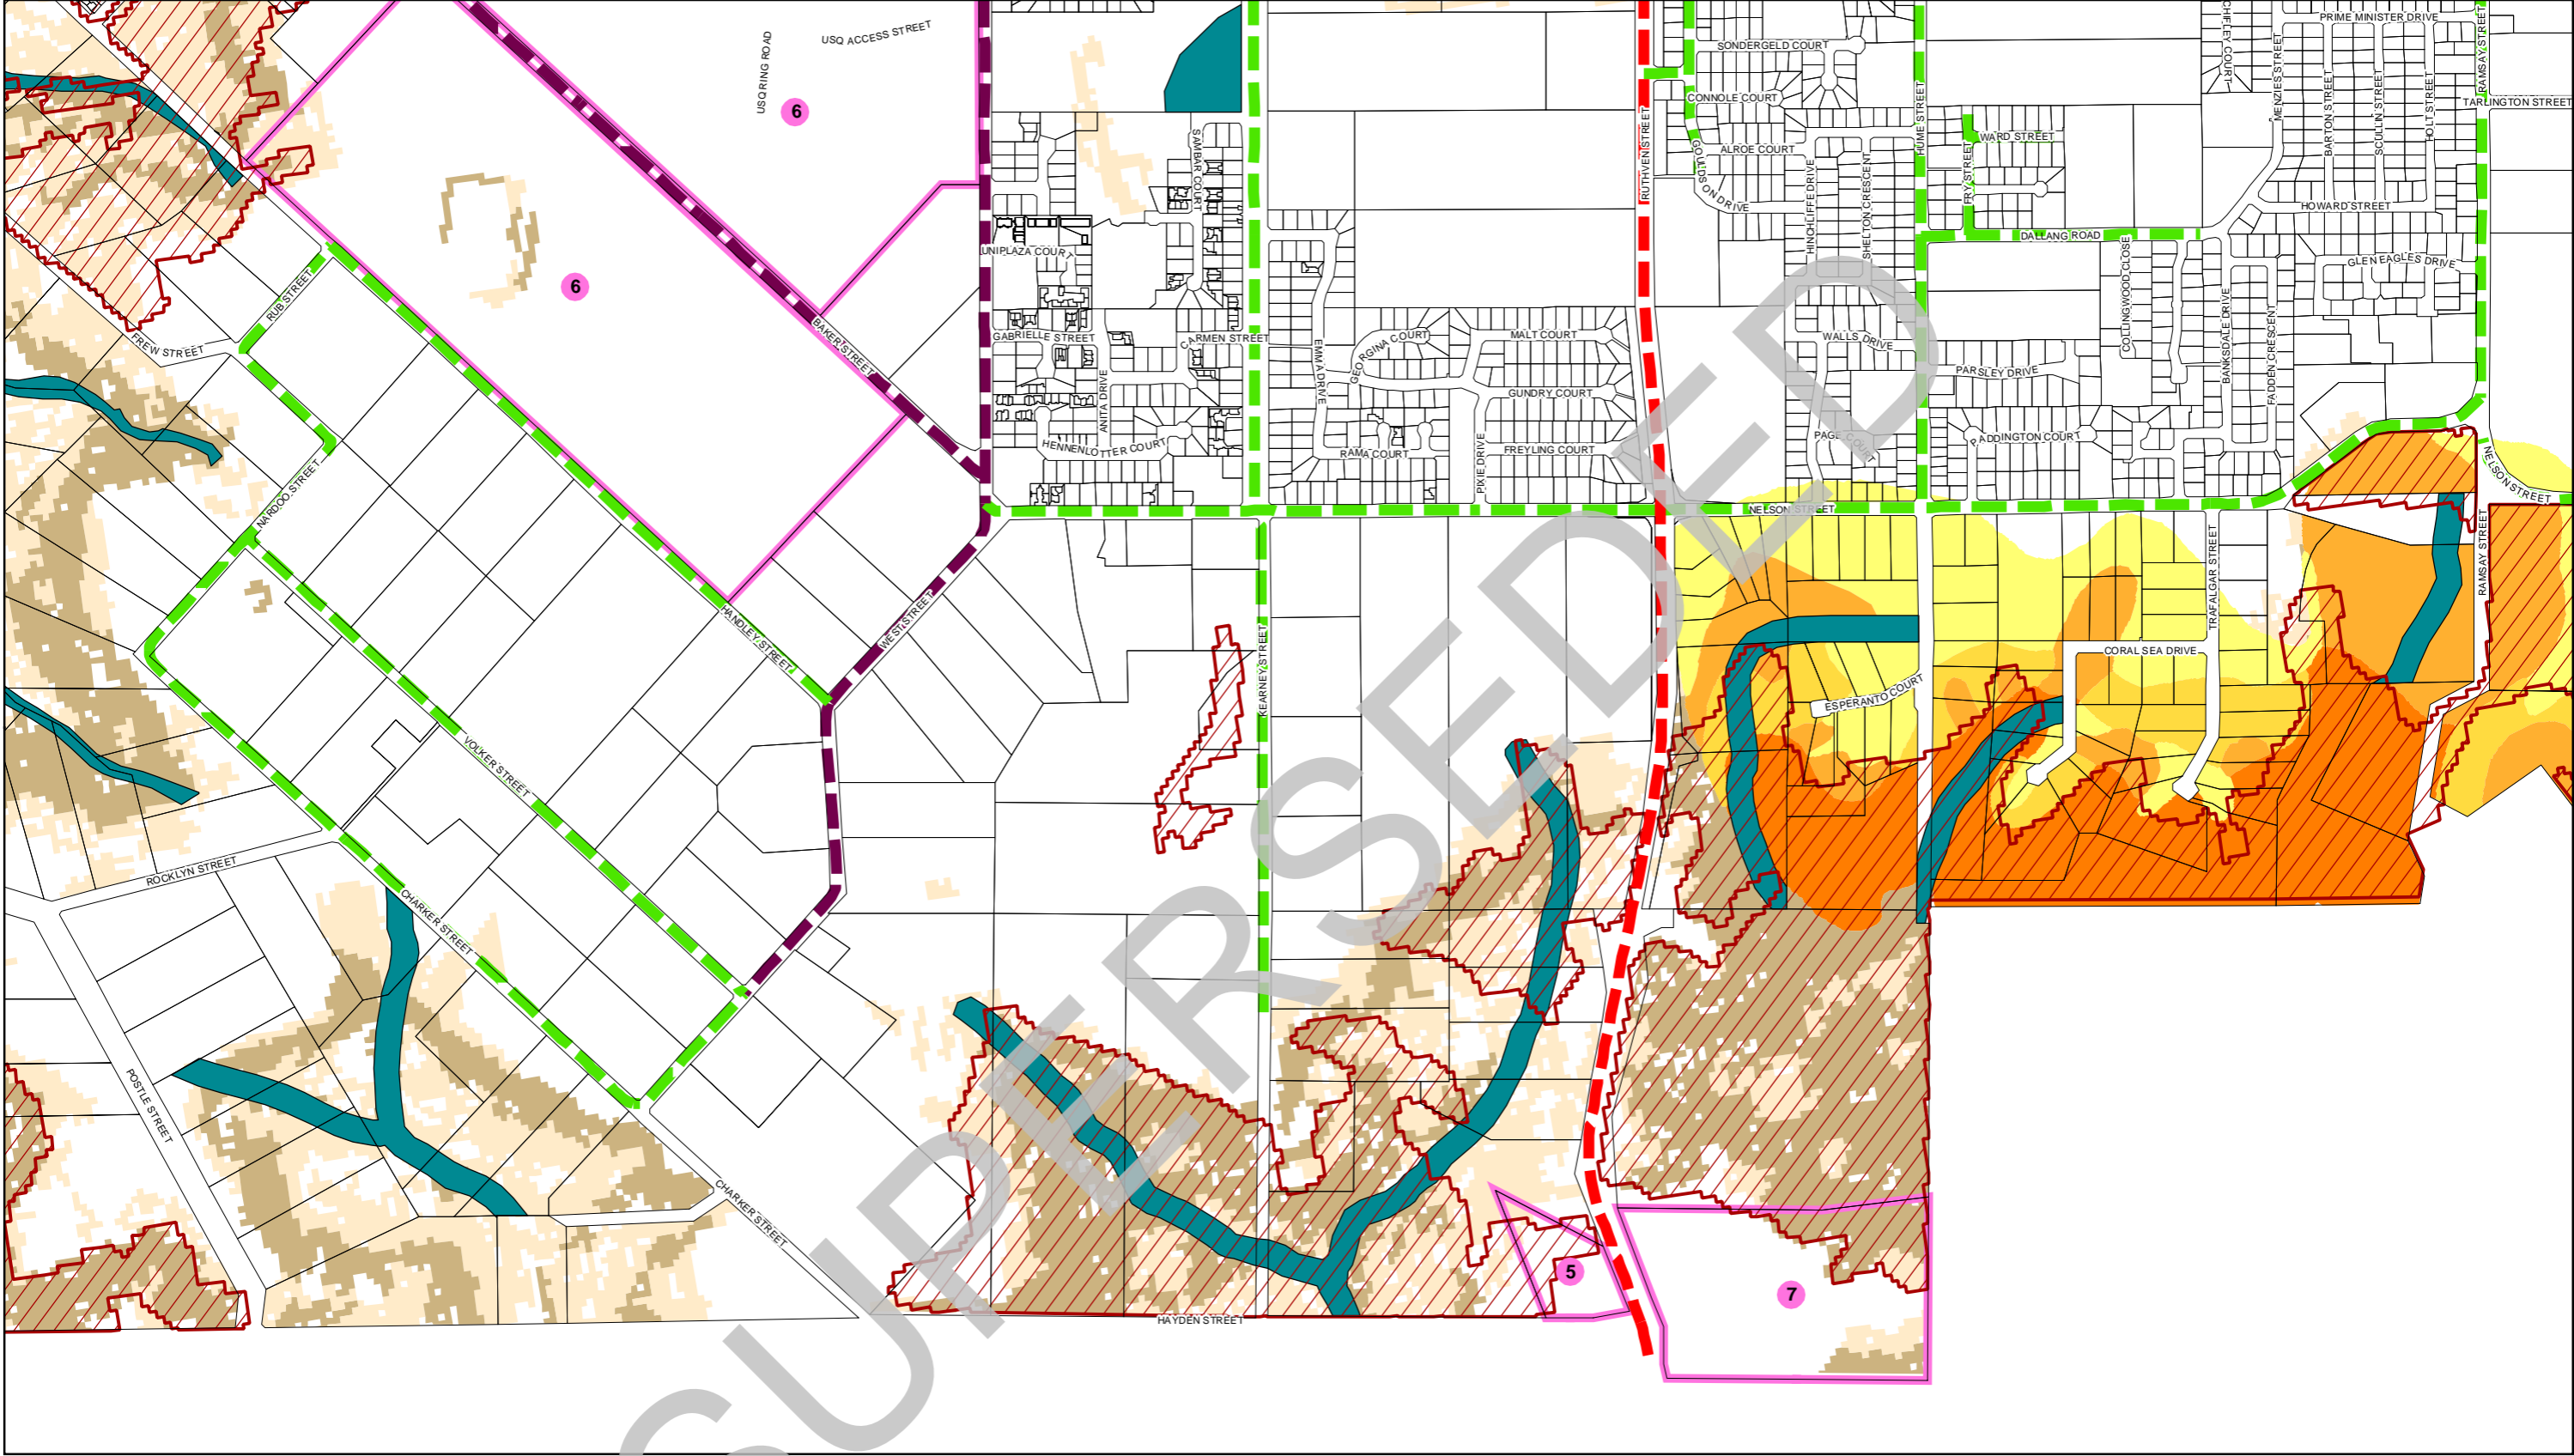 USQ RING ROAD
USQ ACCESS STREET
6
6
SAMBAR COURT
UNIPLAZA COURT
GABRIELLE STREET
CARMEN STREET
ANITA DRIVE
HENNENLOTTER COURT
EMMA DRIVE
GEORGINA COURT
MALT COURT
GUNDRY COURT
RAMA COURT
PIXIE DRIVE
FREYLING COURT
RUTHVEN STREET
SONDERGELD COURT
CONNOLE COURT
ALROE COURT
GOULDS ON DRIVE
HINCHLIFFE DRIVE
SHELTON CRESCENT
HUME STREET
WARD STREET
FRY STREET
DALLANG ROAD
WALLS DRIVE
PAGE COURT
PARSLEY DRIVE
PADDINGTON COURT
COLLINGWOOD CLOSE
BANKSDALE DRIVE
FADDEN CRESCENT
GLENEAGLES DRIVE
HOWARD STREET
CHIFLEY COURT
MENZIES STREET
PRIME MINISTER DRIVE
BARTON STREET
SCULLIN STREET
HOLT STREET
RAMSAY STREET
TARLINGTON STREET
NELSON STREET
NELSON STREET
RAMSAY STREET
TRAFALGAR STREET
CORAL SEA DRIVE
ESPERANTO COURT
RUB STREET
FREW STREET
BAKER STREET
NARDOO STREET
HANDLEY STREET
WEST STREET
KEARNEY STREET
VOLKER STREET
ROCKLYN STREET
CHARKER STREET
POSTLE STREET
CHARKER STREET
HAYDEN STREET
5
7
SUPERSEDED